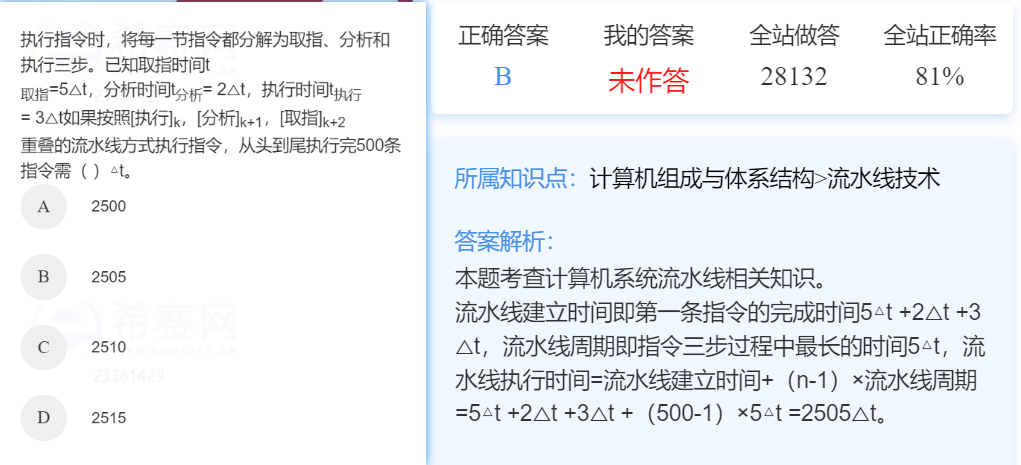 执行指令时，将每一节指令都分解为取指、分析和
执行三步。已知取指时间t
取指=5△t，分析时间t分析= 2△t，执行时间t执行
= 3△t如果按照[执行]k，[分析]k+1，[取指]k+2
重叠的流水线方式执行指令，从头到尾执行完500条
指令需（ ）△t。
A 2500
B 2505
希赛网
C 2510
23361429
D 2515
正确答案 我的答案 全站做答 全站正确率
B 未作答 28132 81%
所属知识点：计算机组成与体系结构>流水线技术
答案解析：
本题考查计算机系统流水线相关知识。
流水线建立时间即第一条指令的完成时间5△t +2△t +3
△t，流水线周期即指令三步过程中最长的时间5△t，流
水线执行时间=流水线建立时间+（n-1）×流水线周期
=5△t +2△t +3△t +（500-1）×5△t =2505△t。